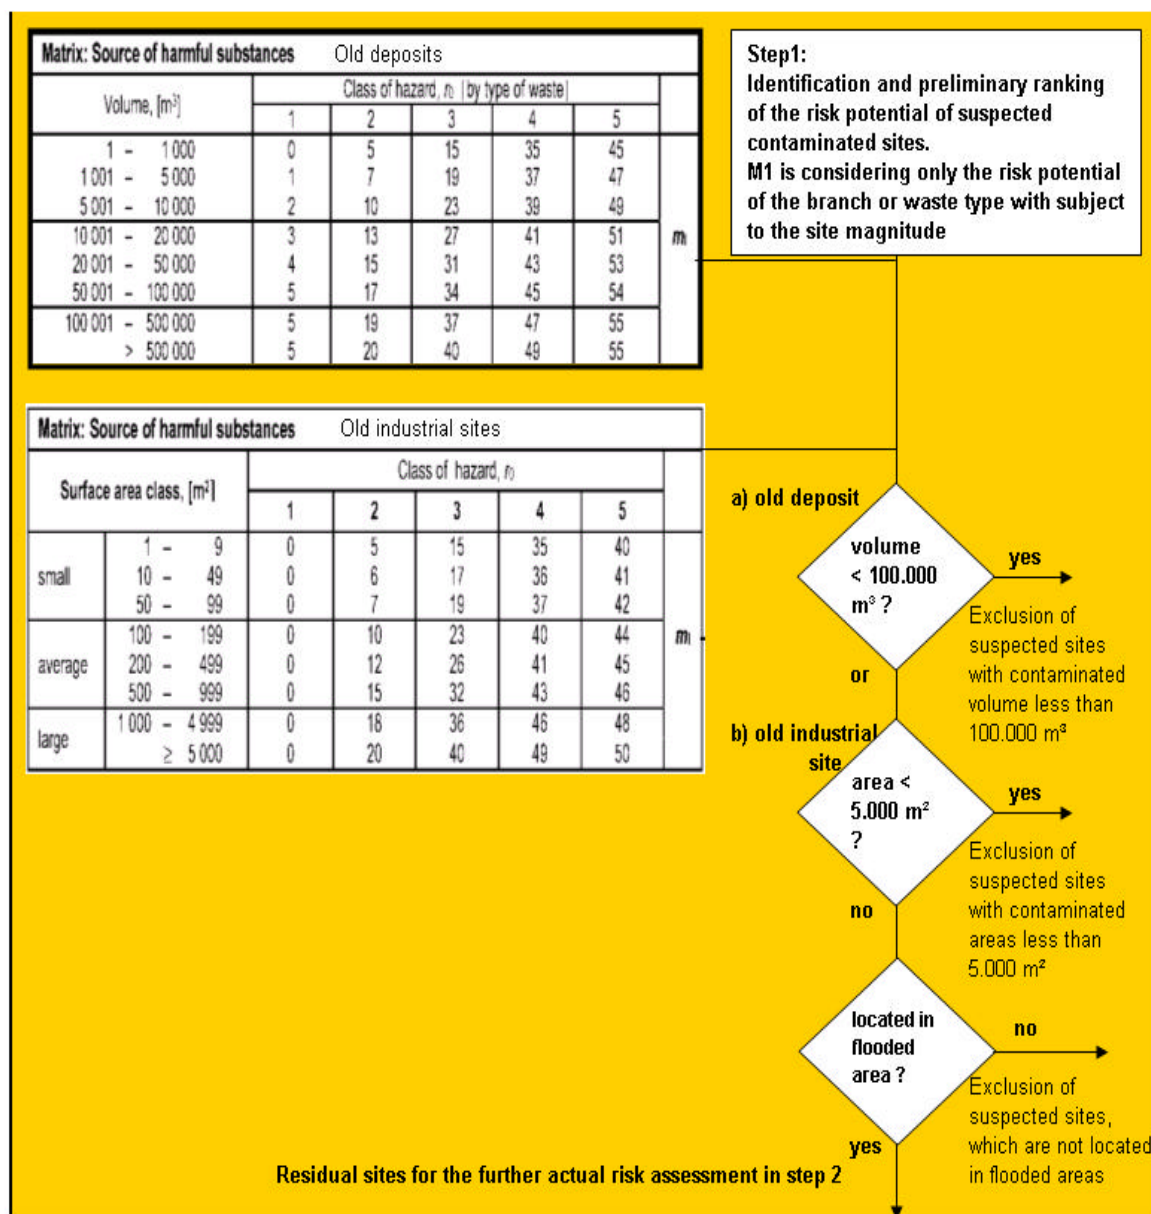 Matrix: Source of harmful substances Old deposits
Volume, [m³] Class of hazard, r₀ | by type of waste|
1 2 3 4 5
1 – 1 000 0 5 15 35 45
1 001 – 5 000 1 7 19 37 47
5 001 – 10 000 2 10 23 39 49
10 001 – 20 000 3 13 27 41 51 mI
20 001 – 50 000 4 15 31 43 53
50 001 – 100 000 5 17 34 45 54
100 001 – 500 000 5 19 37 47 55
> 500 000 5 20 40 49 55
Step1:
Identification and preliminary ranking
of the risk potential of suspected
contaminated sites.
M1 is considering only the risk potential
of the branch or waste type with subject
to the site magnitude
Matrix: Source of harmful substances Old industrial sites
Surface area class, [m²] Class of hazard, r₀
1 2 3 4 5
small 1 – 9 0 5 15 35 40
10 – 49 0 6 17 36 41
50 – 99 0 7 19 37 42
average 100 – 199 0 10 23 40 44 mI
200 – 499 0 12 26 41 45
500 – 999 0 15 32 43 46
large 1 000 – 4 999 0 18 36 46 48
≥ 5 000 0 20 40 49 50
a) old deposit
volume
< 100.000
m³ ?
yes
Exclusion of
suspected sites
with contaminated
volume less than
100.000 m³
or
b) old industrial
site
area <
5.000 m²
?
yes
Exclusion of
suspected sites
with contaminated
areas less than
5.000 m²
no
located in
flooded
area ?
no
Exclusion of
suspected sites,
which are not located
in flooded areas
yes
Residual sites for the further actual risk assessment in step 2